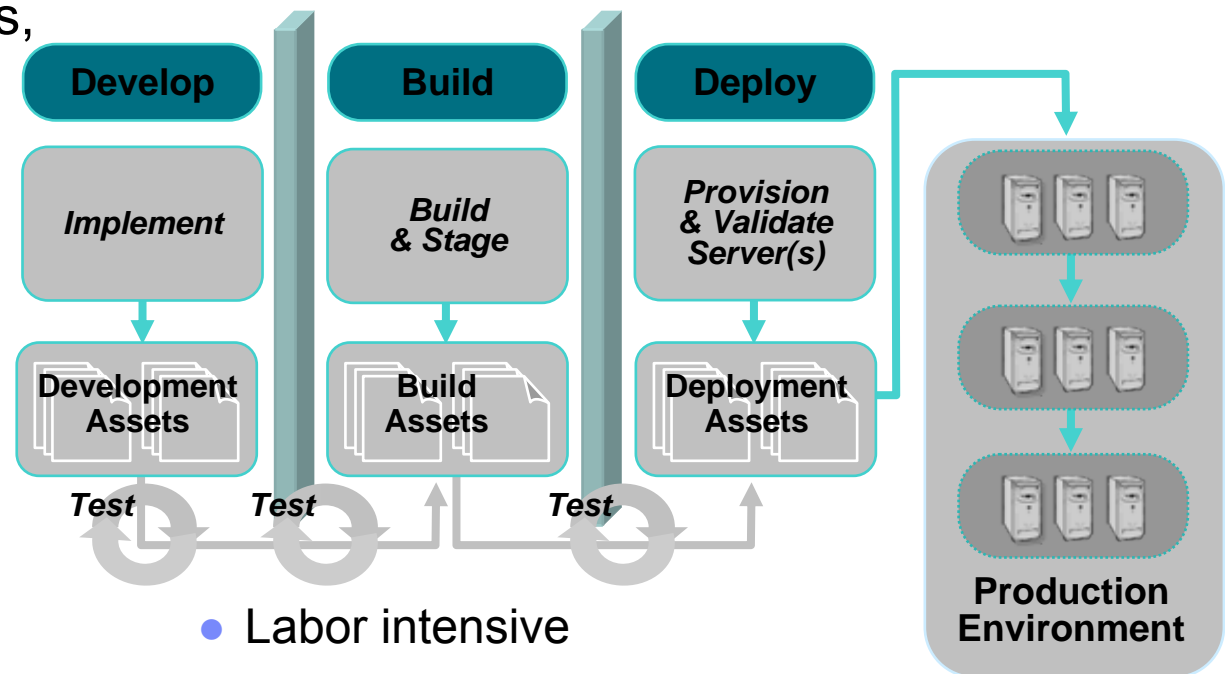 s,
Develop
Build
Deploy
Implement
Build
& Stage
Provision
& Validate
Server(s)
Development
Assets
Build
Assets
Deployment
Assets
Test
Test
Test
Production
Environment
● Labor intensive